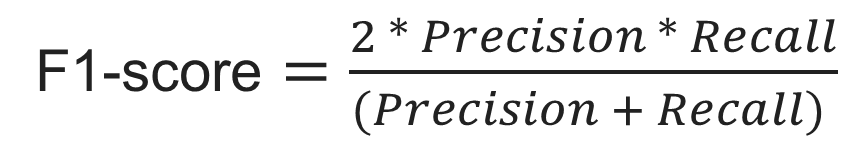 F1-score = 2 * Precision * Recall
(Precision + Recall)